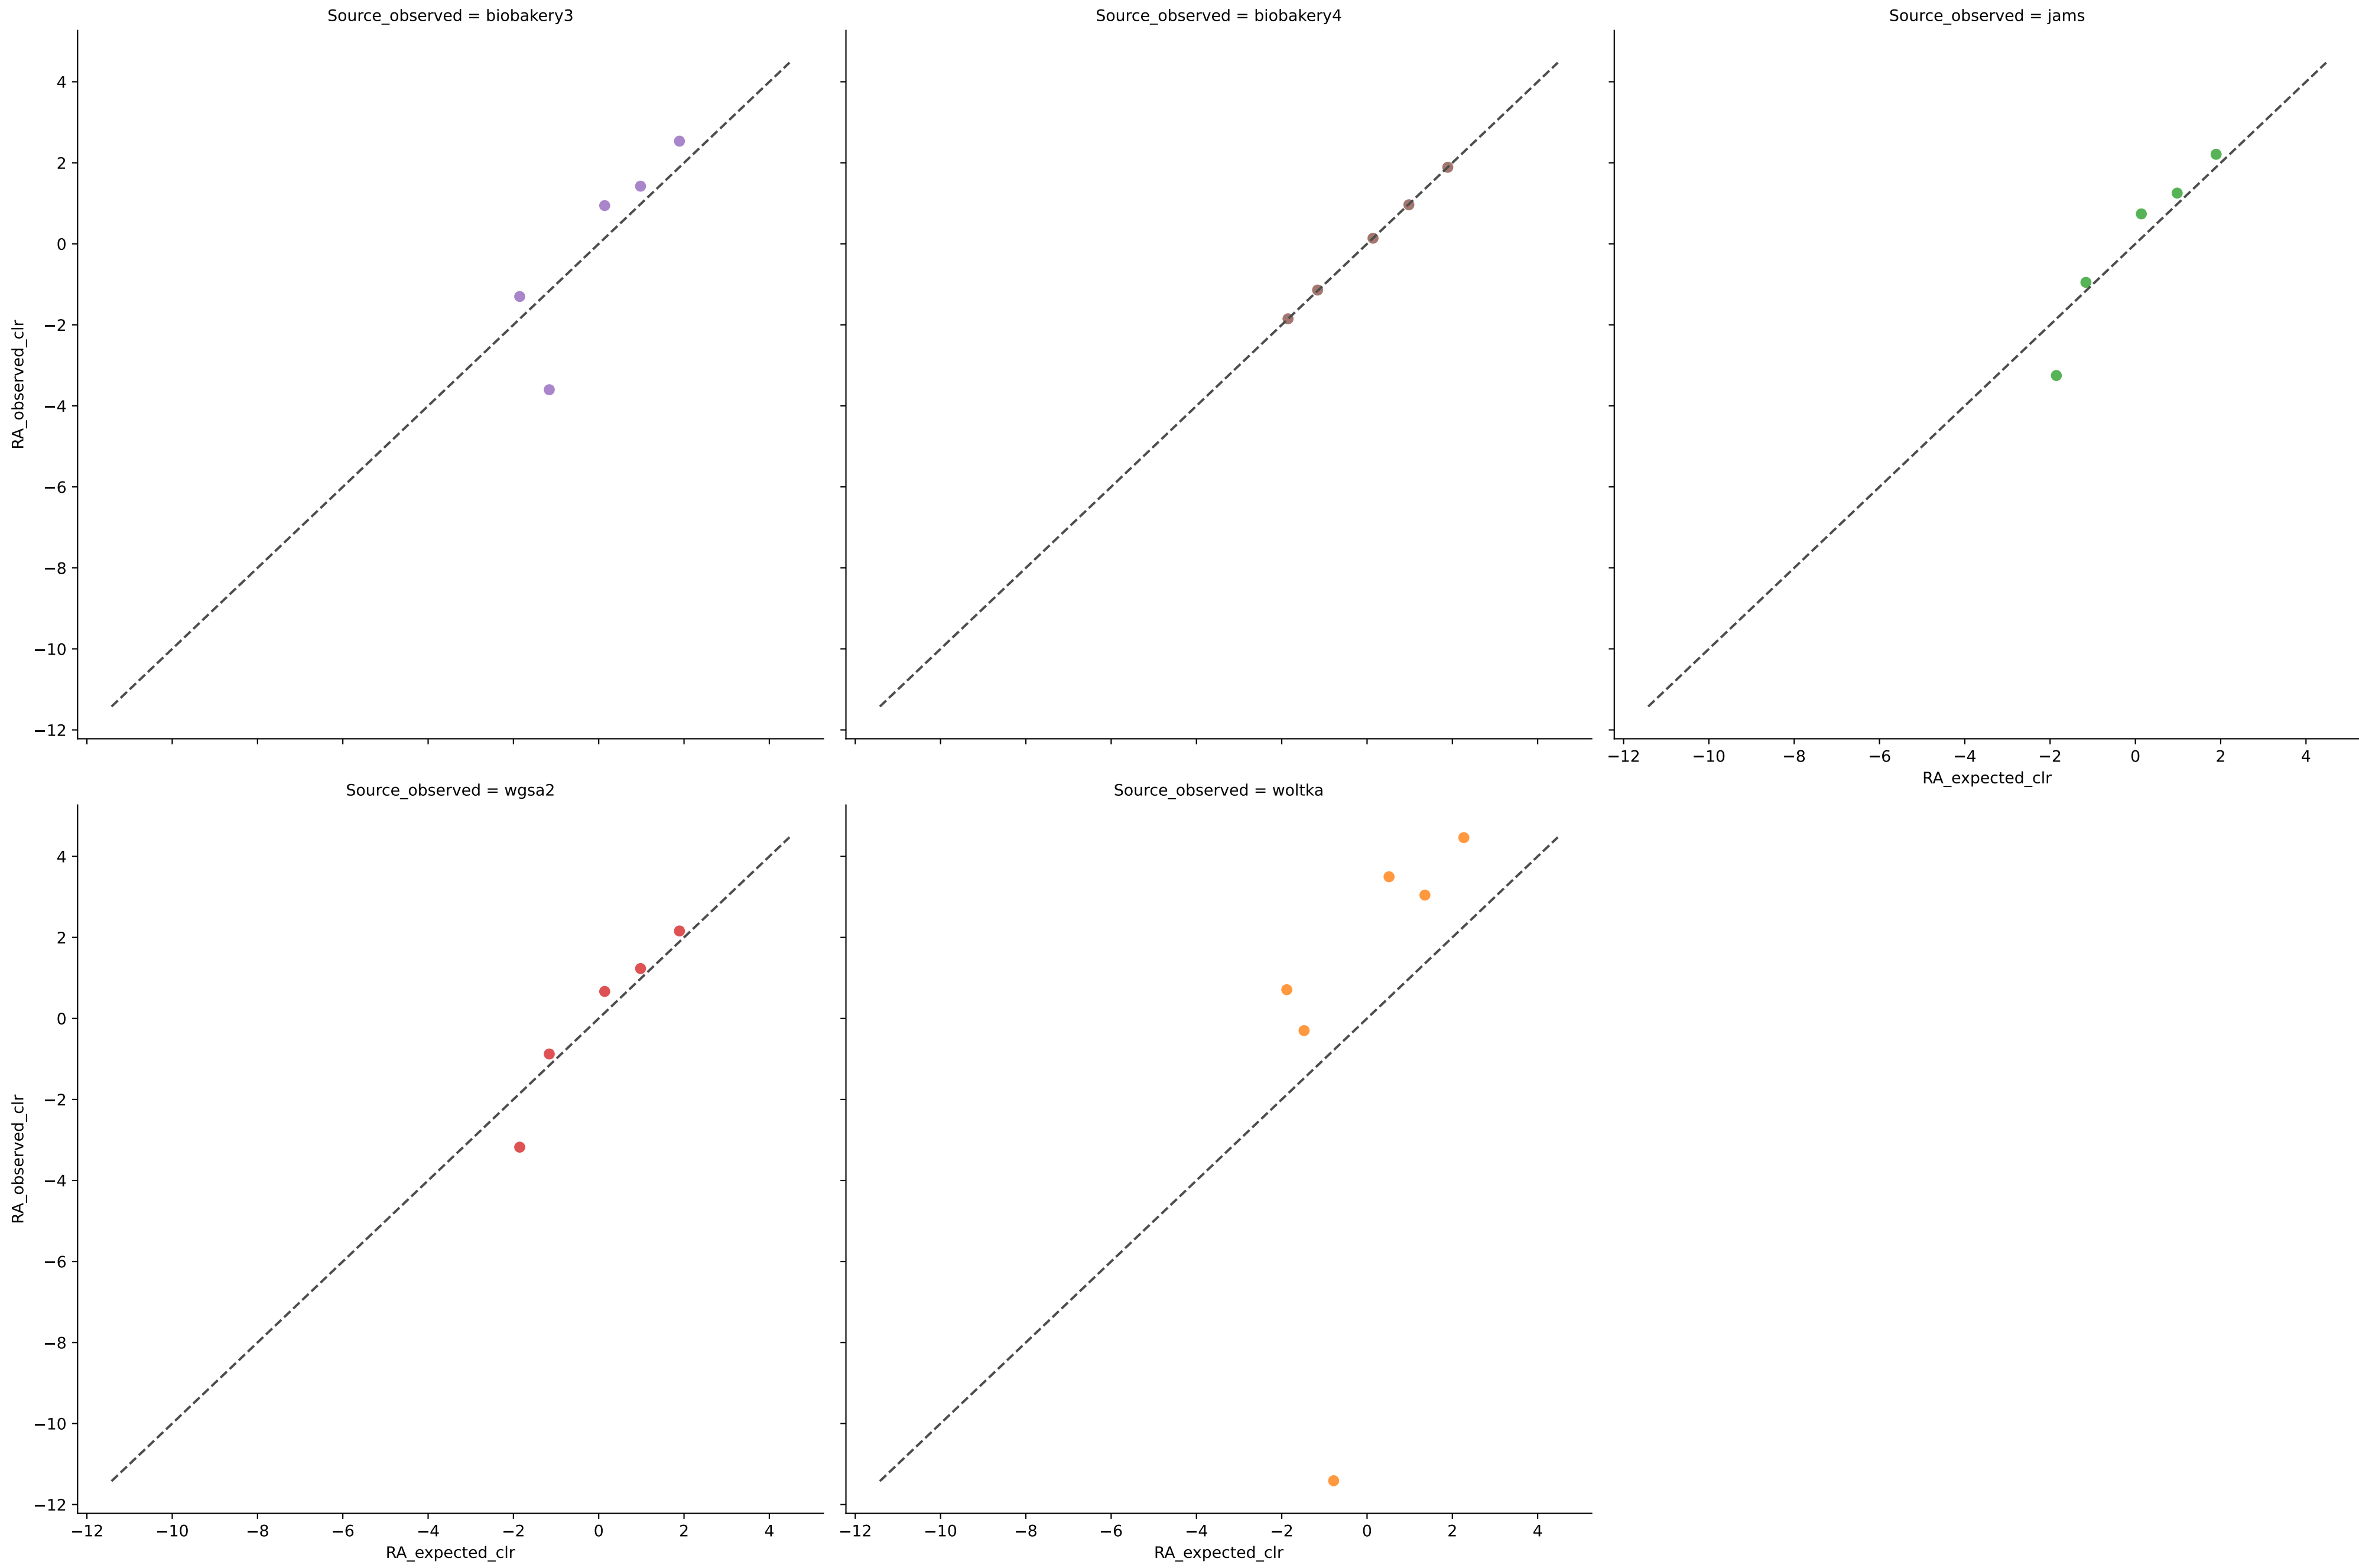 Source_observed = biobakery3
Source_observed = biobakery4
Source_observed = jams
4
2
0
−2
−4
−6
−8
−10
−12
RA_observed_clr
−12 −10 −8 −6 −4 −2 0 2 4
RA_expected_clr
Source_observed = wgsa2
Source_observed = woltka
4
2
0
−2
−4
−6
−8
−10
−12
RA_observed_clr
−12 −10 −8 −6 −4 −2 0 2 4
−12 −10 −8 −6 −4 −2 0 2 4
RA_expected_clr
RA_expected_clr